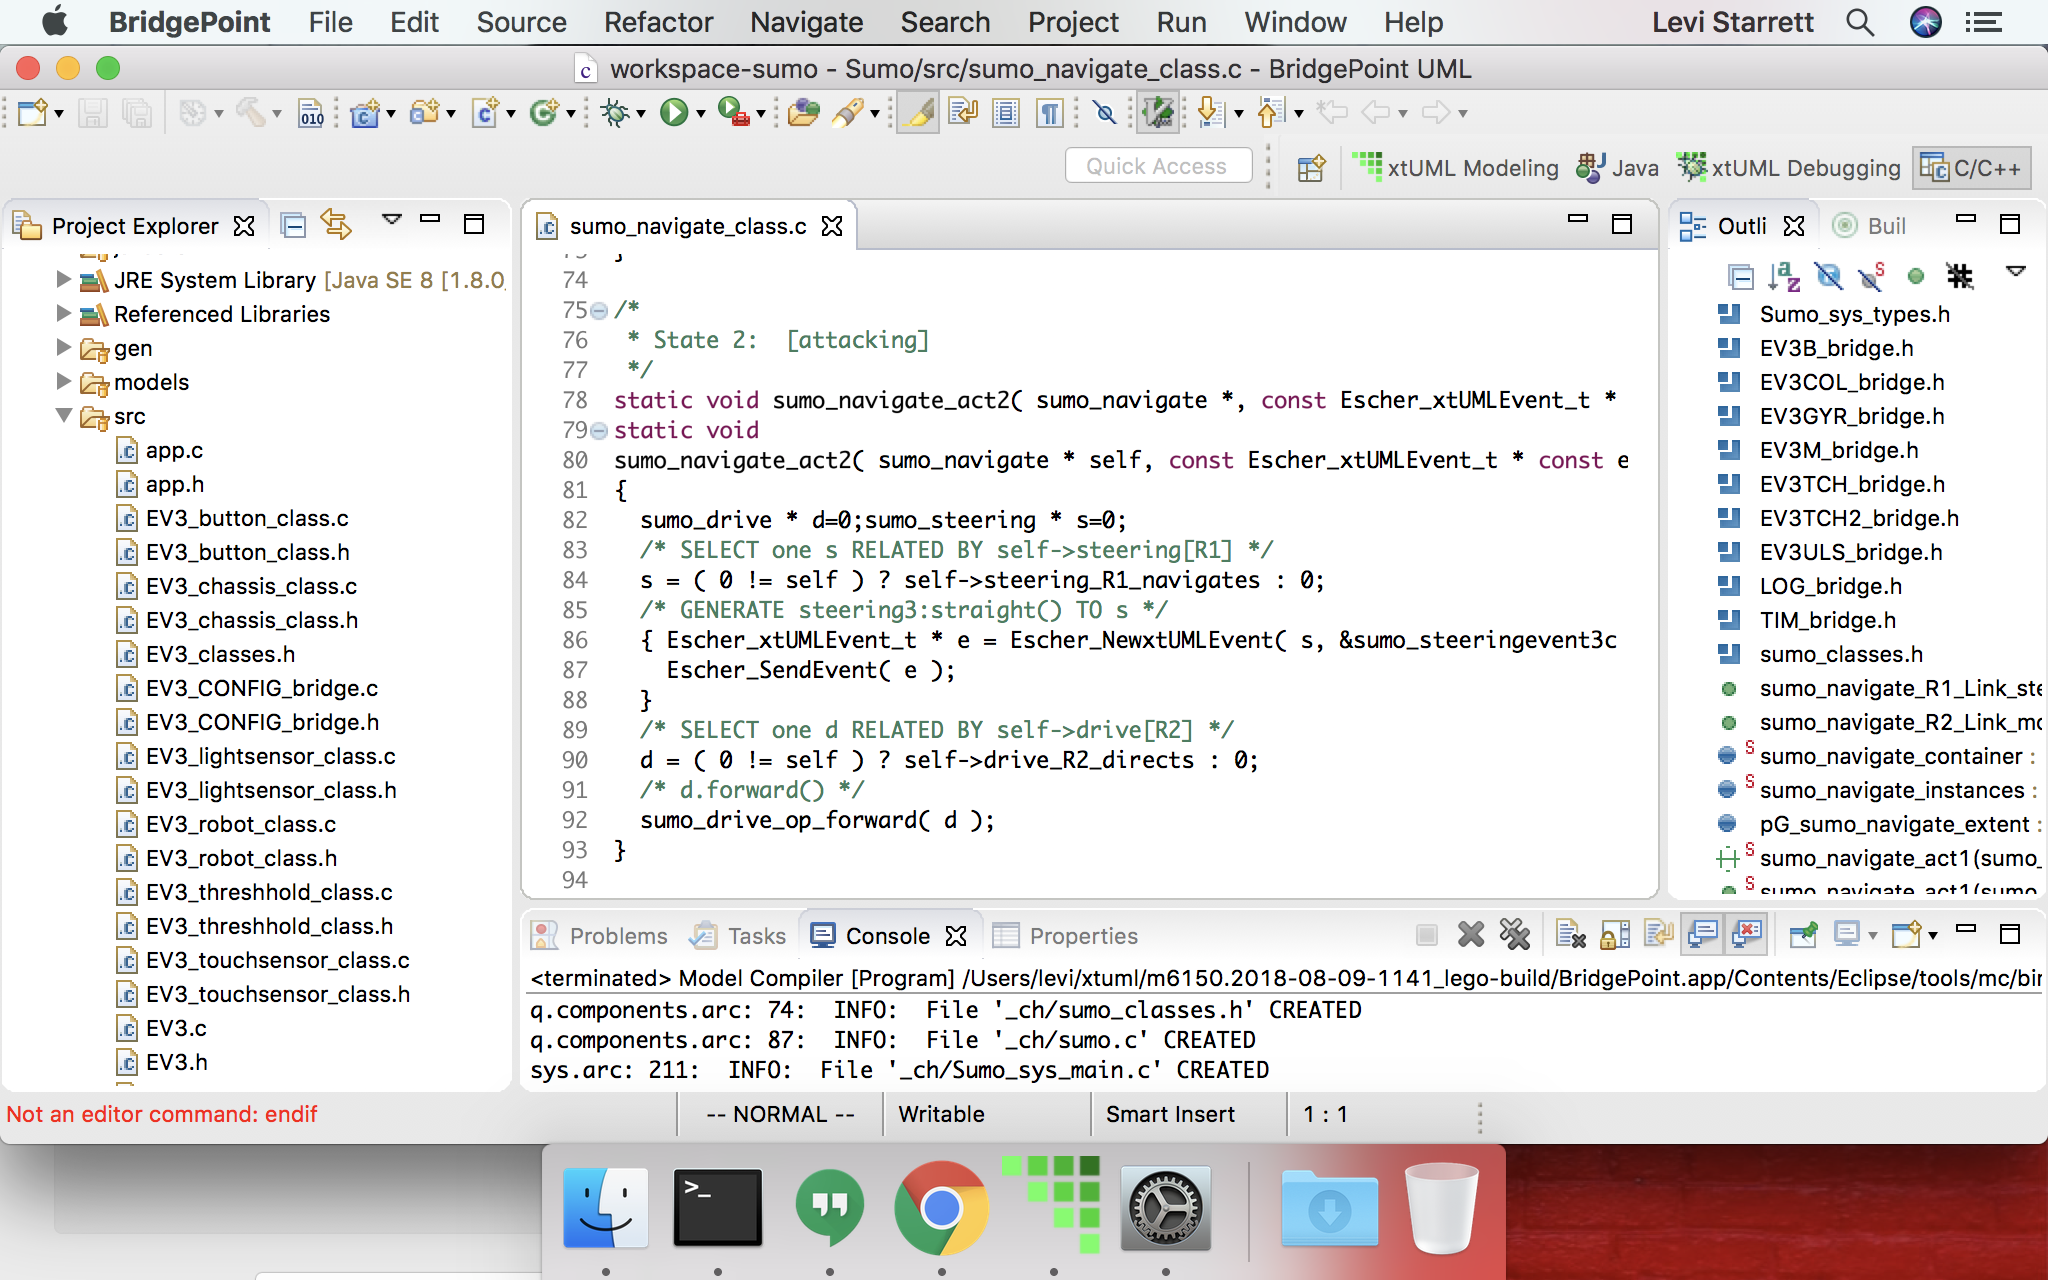 BridgePoint File Edit Source Refactor Navigate Search Project Run Window Help Levi Starrett
workspace-sumo - Sumo/src/sumo_navigate_class.c - BridgePoint UML
Quick Access xtUML Modeling Java xtUML Debugging C/C++
Project Explorer
JRE System Library [Java SE 8 [1.8.0
Referenced Libraries
gen
models
src
app.c
app.h
EV3_button_class.c
EV3_button_class.h
EV3_chassis_class.c
EV3_chassis_class.h
EV3_classes.h
EV3_CONFIG_bridge.c
EV3_CONFIG_bridge.h
EV3_lightsensor_class.c
EV3_lightsensor_class.h
EV3_robot_class.c
EV3_robot_class.h
EV3_threshhold_class.c
EV3_threshhold_class.h
EV3_touchsensor_class.c
EV3_touchsensor_class.h
EV3.c
EV3.h
sumo_navigate_class.c
74
75 /*
76 * State 2:  [attacking]
77 */
78 static void sumo_navigate_act2( sumo_navigate *, const Escher_xtUMLEvent_t *
79 static void
80 sumo_navigate_act2( sumo_navigate * self, const Escher_xtUMLEvent_t * const e
81 {
82 sumo_drive * d=0;sumo_steering * s=0;
83 /* SELECT one s RELATED BY self->steering[R1] */
84 s = ( 0 != self ) ? self->steering_R1_navigates : 0;
85 /* GENERATE steering3:straight() TO s */
86 { Escher_xtUMLEvent_t * e = Escher_NewxtUMLEvent( s, &sumo_steeringevent3c
87 Escher_SendEvent( e );
88 }
89 /* SELECT one d RELATED BY self->drive[R2] */
90 d = ( 0 != self ) ? self->drive_R2_directs : 0;
91 /* d.forward() */
92 sumo_drive_op_forward( d );
93 }
94
Outli Buil
Sumo_sys_types.h
EV3B_bridge.h
EV3COL_bridge.h
EV3GYR_bridge.h
EV3M_bridge.h
EV3TCH_bridge.h
EV3TCH2_bridge.h
EV3ULS_bridge.h
LOG_bridge.h
TIM_bridge.h
sumo_classes.h
sumo_navigate_R1_Link_ste
sumo_navigate_R2_Link_mo
sumo_navigate_container :
sumo_navigate_instances :
pG_sumo_navigate_extent :
sumo_navigate_act1(sumo_
sumo_navigate_act1(sumo_
Problems Tasks Console Properties
<terminated> Model Compiler [Program] /Users/levi/xtuml/m6150.2018-08-09-1141_lego-build/BridgePoint.app/Contents/Eclipse/tools/mc/bin
q.components.arc: 74:  INFO:  File '_ch/sumo_classes.h' CREATED
q.components.arc: 87:  INFO:  File '_ch/sumo.c' CREATED
sys.arc: 211:  INFO:  File '_ch/Sumo_sys_main.c' CREATED
Not an editor command: endif -- NORMAL -- Writable Smart Insert 1 : 1